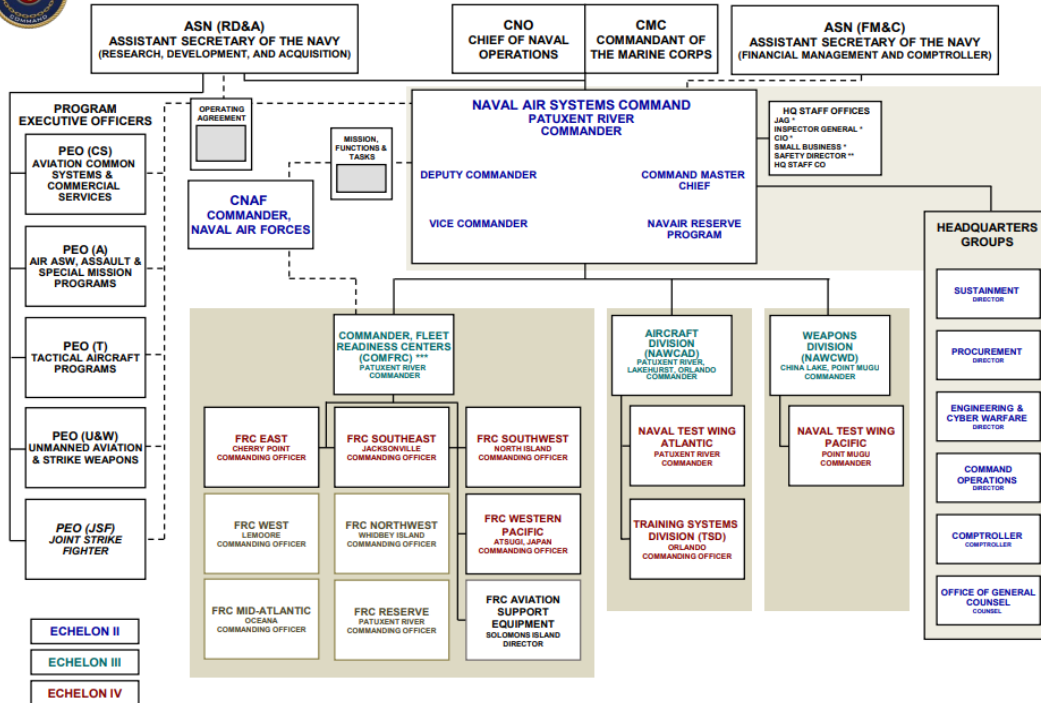 COMMAND
ASN (RD&A)
ASSISTANT SECRETARY OF THE NAVY
(RESEARCH, DEVELOPMENT, AND ACQUISITION)
CNO
CHIEF OF NAVAL
OPERATIONS
CMC
COMMANDANT OF
THE MARINE CORPS
ASN (FM&C)
ASSISTANT SECRETARY OF THE NAVY
(FINANCIAL MANAGEMENT AND COMPTROLLER)
PROGRAM
EXECUTIVE OFFICERS
PEO (CS)
AVIATION COMMON
SYSTEMS &
COMMERCIAL
SERVICES
PEO (A)
AIR ASW, ASSAULT &
SPECIAL MISSION
PROGRAMS
PEO (T)
TACTICAL AIRCRAFT
PROGRAMS
PEO (U&W)
UNMANNED AVIATION
& STRIKE WEAPONS
PEO (JSF)
JOINT STRIKE
FIGHTER
OPERATING
AGREEMENT
MISSION,
FUNCTIONS &
TASKS
CNAF
COMMANDER,
NAVAL AIR FORCES
NAVAL AIR SYSTEMS COMMAND
PATUXENT RIVER
COMMANDER
DEPUTY COMMANDER
COMMAND MASTER
CHIEF
VICE COMMANDER
NAVAIR RESERVE
PROGRAM
HQ STAFF OFFICES
JAG *
INSPECTOR GENERAL *
CIO *
SMALL BUSINESS *
SAFETY DIRECTOR **
HQ STAFF CO
HEADQUARTERS
GROUPS
SUSTAINMENT
DIRECTOR
PROCUREMENT
DIRECTOR
ENGINEERING &
CYBER WARFARE
DIRECTOR
COMMAND
OPERATIONS
DIRECTOR
COMPTROLLER
COMPTROLLER
OFFICE OF GENERAL
COUNSEL
COUNSEL
COMMANDER, FLEET
READINESS CENTERS
(COMFRC) ***
PATUXENT RIVER
COMMANDER
FRC EAST
CHERRY POINT
COMMANDING OFFICER
FRC SOUTHEAST
JACKSONVILLE
COMMANDING OFFICER
FRC SOUTHWEST
NORTH ISLAND
COMMANDING OFFICER
FRC WEST
LEMOORE
COMMANDING OFFICER
FRC NORTHWEST
WHIDBEY ISLAND
COMMANDING OFFICER
FRC WESTERN
PACIFIC
ATSUGI, JAPAN
COMMANDING OFFICER
FRC MID-ATLANTIC
OCEANA
COMMANDING OFFICER
FRC RESERVE
PATUXENT RIVER
COMMANDING OFFICER
FRC AVIATION
SUPPORT
EQUIPMENT
SOLOMONS ISLAND
DIRECTOR
AIRCRAFT
DIVISION
(NAWCAD)
PATUXENT RIVER,
LAKEHURST, ORLANDO
COMMANDER
NAVAL TEST WING
ATLANTIC
PATUXENT RIVER
COMMANDER
TRAINING SYSTEMS
DIVISION (TSD)
ORLANDO
COMMANDING OFFICER
WEAPONS
DIVISION
(NAWCWD)
CHINA LAKE, POINT MUGU
COMMANDER
NAVAL TEST WING
PACIFIC
POINT MUGU
COMMANDER
ECHELON II
ECHELON III
ECHELON IV